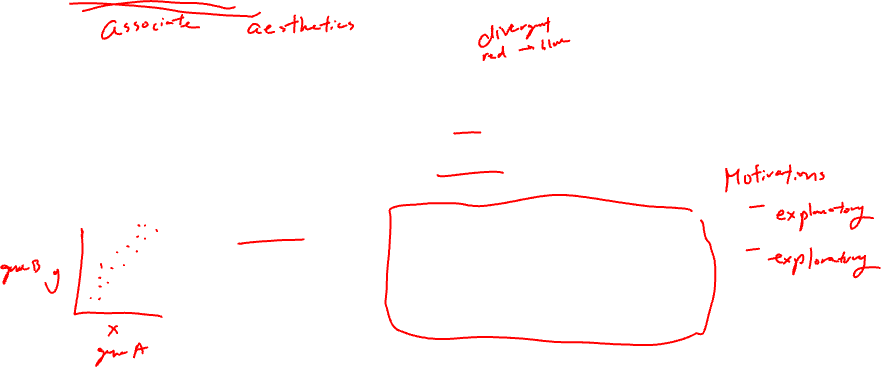 associate aesthetics
divergent
red → blue
Motivations
– explanatory
– exploratory
gene B y
x
gene A